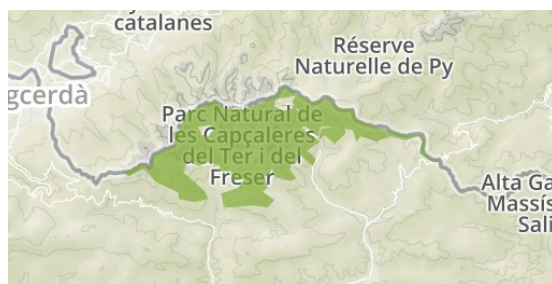 catalanes
Réserve
Naturelle de Py
gcerdà
Parc Natural de
les Capçaleres
del Ter i del
Freser
Alta Ga
Massís
Sali